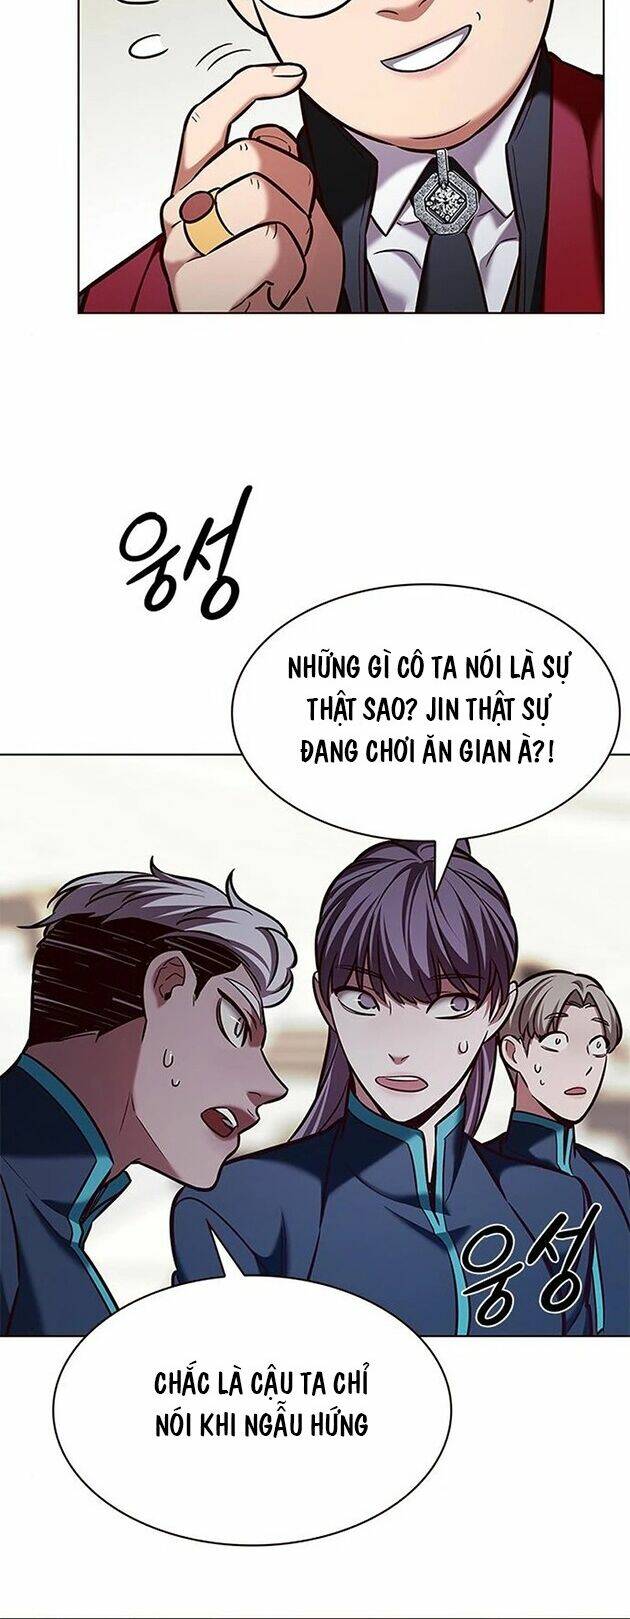 웅성
NHỮNG GÌ CÔ TA NÓI LÀ SỰ
THẬT SAO? JIN THẬT SỰ
ĐANG CHƠI ĂN GIAN À?!
웅성
CHẮC LÀ CẬU TA CHỈ
NÓI KHI NGẪU HỨNG